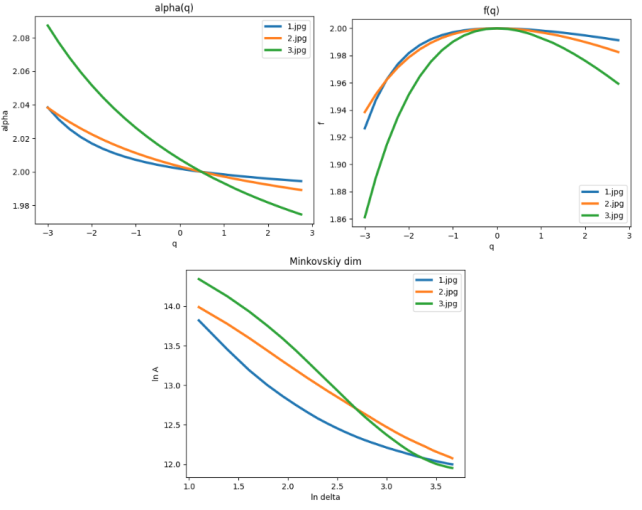 alpha(q)
1.jpg
2.jpg
3.jpg
2.08
2.06
2.04
2.02
2.00
1.98
alpha
−3 −2 −1 0 1 2 3
q
f(q)
2.00
1.98
1.96
1.94
1.92
1.90
1.88
1.86
f
1.jpg
2.jpg
3.jpg
−3 −2 −1 0 1 2 3
q
Minkovskiy dim
1.jpg
2.jpg
3.jpg
14.0
13.5
13.0
12.5
12.0
ln A
1.0 1.5 2.0 2.5 3.0 3.5
ln delta